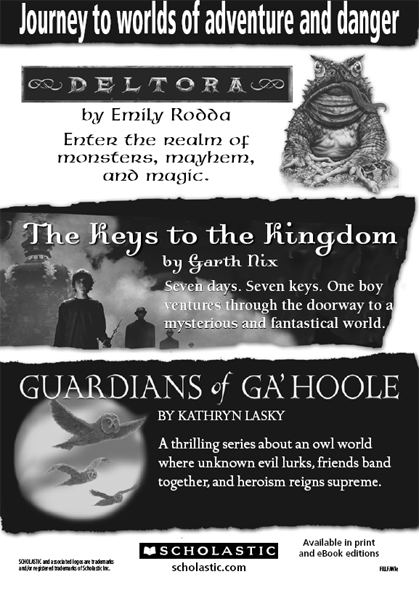 Journey to worlds of adventure and danger
DELTORA
by Emily Rodda
Enter the realm of
monsters, mayhem,
and magic.
The Keys to the Kingdom
by Garth Nix
Seven days. Seven keys. One boy
ventures through the doorway to a
mysterious and fantastical world.
GUARDIANS of GA'HOOLE
BY KATHRYN LASKY
A thrilling series about an owl world
where unknown evil lurks, friends band
together, and heroism reigns supreme.
SCHOLASTIC and associated logos are trademarks
and/or registered trademarks of Scholastic Inc.
SCHOLASTIC
scholastic.com
Available in print
and eBook editions